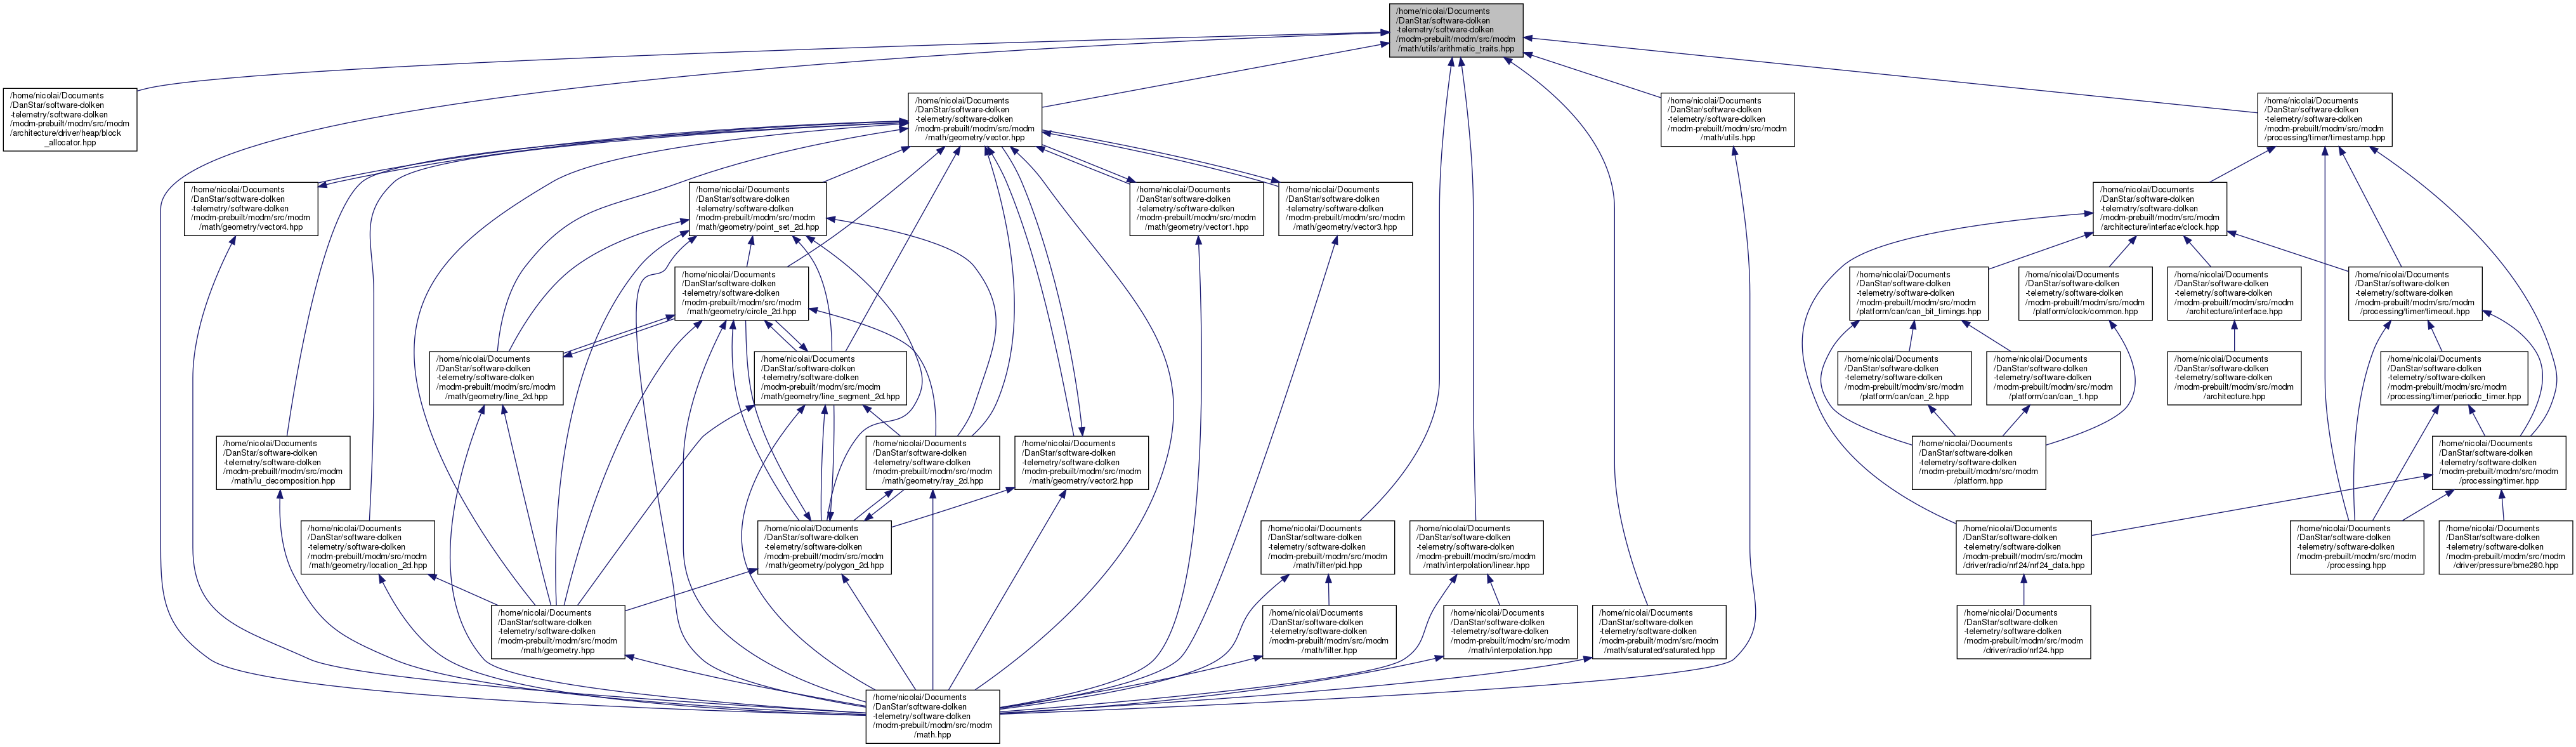 /home/nicolai/Documents
/DanStar/software-dolken
-telemetry/software-dolken
/modm-prebuilt/modm/src/modm
/math/utils/arithmetic_traits.hpp
/home/nicolai/Documents
/DanStar/software-dolken
-telemetry/software-dolken
/modm-prebuilt/modm/src/modm
/architecture/driver/heap/block
_allocator.hpp
/home/nicolai/Documents
/DanStar/software-dolken
-telemetry/software-dolken
/modm-prebuilt/modm/src/modm
/math/geometry/vector.hpp
/home/nicolai/Documents
/DanStar/software-dolken
-telemetry/software-dolken
/modm-prebuilt/modm/src/modm
/math/utils.hpp
/home/nicolai/Documents
/DanStar/software-dolken
-telemetry/software-dolken
/modm-prebuilt/modm/src/modm
/processing/timer/timestamp.hpp
/home/nicolai/Documents
/DanStar/software-dolken
-telemetry/software-dolken
/modm-prebuilt/modm/src/modm
/math/geometry/vector4.hpp
/home/nicolai/Documents
/DanStar/software-dolken
-telemetry/software-dolken
/modm-prebuilt/modm/src/modm
/math/geometry/point_set_2d.hpp
/home/nicolai/Documents
/DanStar/software-dolken
-telemetry/software-dolken
/modm-prebuilt/modm/src/modm
/math/geometry/vector1.hpp
/home/nicolai/Documents
/DanStar/software-dolken
-telemetry/software-dolken
/modm-prebuilt/modm/src/modm
/math/geometry/vector3.hpp
/home/nicolai/Documents
/DanStar/software-dolken
-telemetry/software-dolken
/modm-prebuilt/modm/src/modm
/architecture/interface/clock.hpp
/home/nicolai/Documents
/DanStar/software-dolken
-telemetry/software-dolken
/modm-prebuilt/modm/src/modm
/math/geometry/circle_2d.hpp
/home/nicolai/Documents
/DanStar/software-dolken
-telemetry/software-dolken
/modm-prebuilt/modm/src/modm
/platform/can/can_bit_timings.hpp
/home/nicolai/Documents
/DanStar/software-dolken
-telemetry/software-dolken
/modm-prebuilt/modm/src/modm
/platform/clock/common.hpp
/home/nicolai/Documents
/DanStar/software-dolken
-telemetry/software-dolken
/modm-prebuilt/modm/src/modm
/architecture/interface.hpp
/home/nicolai/Documents
/DanStar/software-dolken
-telemetry/software-dolken
/modm-prebuilt/modm/src/modm
/processing/timer/timeout.hpp
/home/nicolai/Documents
/DanStar/software-dolken
-telemetry/software-dolken
/modm-prebuilt/modm/src/modm
/math/geometry/line_2d.hpp
/home/nicolai/Documents
/DanStar/software-dolken
-telemetry/software-dolken
/modm-prebuilt/modm/src/modm
/math/geometry/line_segment_2d.hpp
/home/nicolai/Documents
/DanStar/software-dolken
-telemetry/software-dolken
/modm-prebuilt/modm/src/modm
/platform/can/can_2.hpp
/home/nicolai/Documents
/DanStar/software-dolken
-telemetry/software-dolken
/modm-prebuilt/modm/src/modm
/platform/can/can_1.hpp
/home/nicolai/Documents
/DanStar/software-dolken
-telemetry/software-dolken
/modm-prebuilt/modm/src/modm
/architecture.hpp
/home/nicolai/Documents
/DanStar/software-dolken
-telemetry/software-dolken
/modm-prebuilt/modm/src/modm
/processing/timer/periodic_timer.hpp
/home/nicolai/Documents
/DanStar/software-dolken
-telemetry/software-dolken
/modm-prebuilt/modm/src/modm
/math/lu_decomposition.hpp
/home/nicolai/Documents
/DanStar/software-dolken
-telemetry/software-dolken
/modm-prebuilt/modm/src/modm
/math/geometry/ray_2d.hpp
/home/nicolai/Documents
/DanStar/software-dolken
-telemetry/software-dolken
/modm-prebuilt/modm/src/modm
/math/geometry/vector2.hpp
/home/nicolai/Documents
/DanStar/software-dolken
-telemetry/software-dolken
/modm-prebuilt/modm/src/modm
/platform.hpp
/home/nicolai/Documents
/DanStar/software-dolken
-telemetry/software-dolken
/modm-prebuilt/modm/src/modm
/processing/timer.hpp
/home/nicolai/Documents
/DanStar/software-dolken
-telemetry/software-dolken
/modm-prebuilt/modm/src/modm
/math/geometry/location_2d.hpp
/home/nicolai/Documents
/DanStar/software-dolken
-telemetry/software-dolken
/modm-prebuilt/modm/src/modm
/math/geometry/polygon_2d.hpp
/home/nicolai/Documents
/DanStar/software-dolken
-telemetry/software-dolken
/modm-prebuilt/modm/src/modm
/math/filter/pid.hpp
/home/nicolai/Documents
/DanStar/software-dolken
-telemetry/software-dolken
/modm-prebuilt/modm/src/modm
/math/interpolation/linear.hpp
/home/nicolai/Documents
/DanStar/software-dolken
-telemetry/software-dolken
/modm-prebuilt/modm/src/modm
/driver/radio/nrf24/nrf24_data.hpp
/home/nicolai/Documents
/DanStar/software-dolken
-telemetry/software-dolken
/modm-prebuilt/modm/src/modm
/processing.hpp
/home/nicolai/Documents
/DanStar/software-dolken
-telemetry/software-dolken
/modm-prebuilt/modm/src/modm
/driver/pressure/bme280.hpp
/home/nicolai/Documents
/DanStar/software-dolken
-telemetry/software-dolken
/modm-prebuilt/modm/src/modm
/math/geometry.hpp
/home/nicolai/Documents
/DanStar/software-dolken
-telemetry/software-dolken
/modm-prebuilt/modm/src/modm
/math/filter.hpp
/home/nicolai/Documents
/DanStar/software-dolken
-telemetry/software-dolken
/modm-prebuilt/modm/src/modm
/math/interpolation.hpp
/home/nicolai/Documents
/DanStar/software-dolken
-telemetry/software-dolken
/modm-prebuilt/modm/src/modm
/math/saturated/saturated.hpp
/home/nicolai/Documents
/DanStar/software-dolken
-telemetry/software-dolken
/modm-prebuilt/modm/src/modm
/driver/radio/nrf24.hpp
/home/nicolai/Documents
/DanStar/software-dolken
-telemetry/software-dolken
/modm-prebuilt/modm/src/modm
/math.hpp